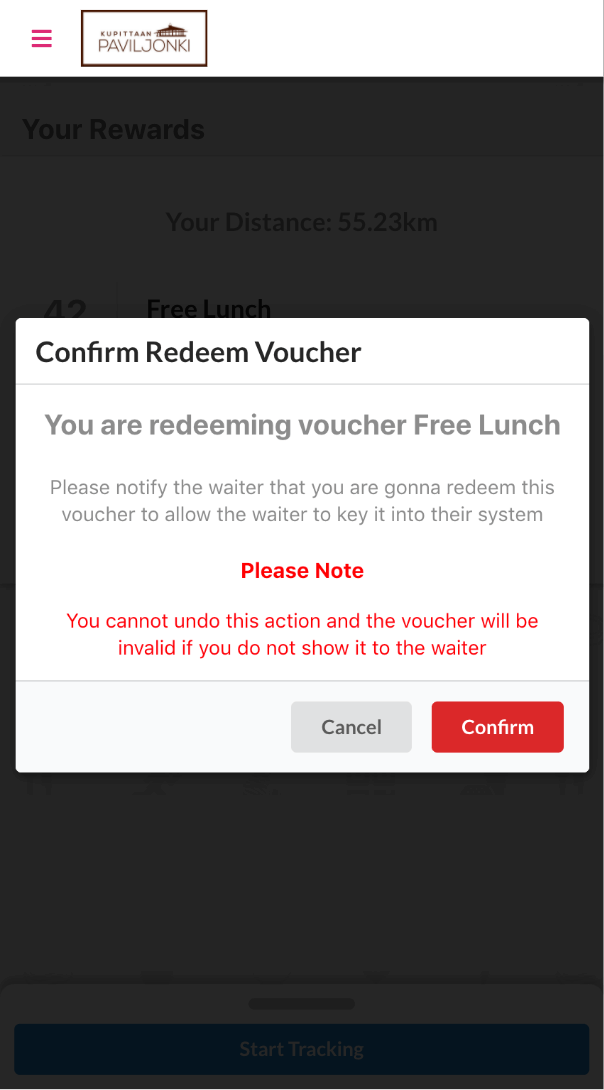 KUPITTAAN
PAVILJONKI
Your Rewards
Your Distance: 55.23km
42
Free Lunch
Confirm Redeem Voucher
You are redeeming voucher Free Lunch
Please notify the waiter that you are gonna redeem this
voucher to allow the waiter to key it into their system
Please Note
You cannot undo this action and the voucher will be
invalid if you do not show it to the waiter
Cancel
Confirm
Start Tracking